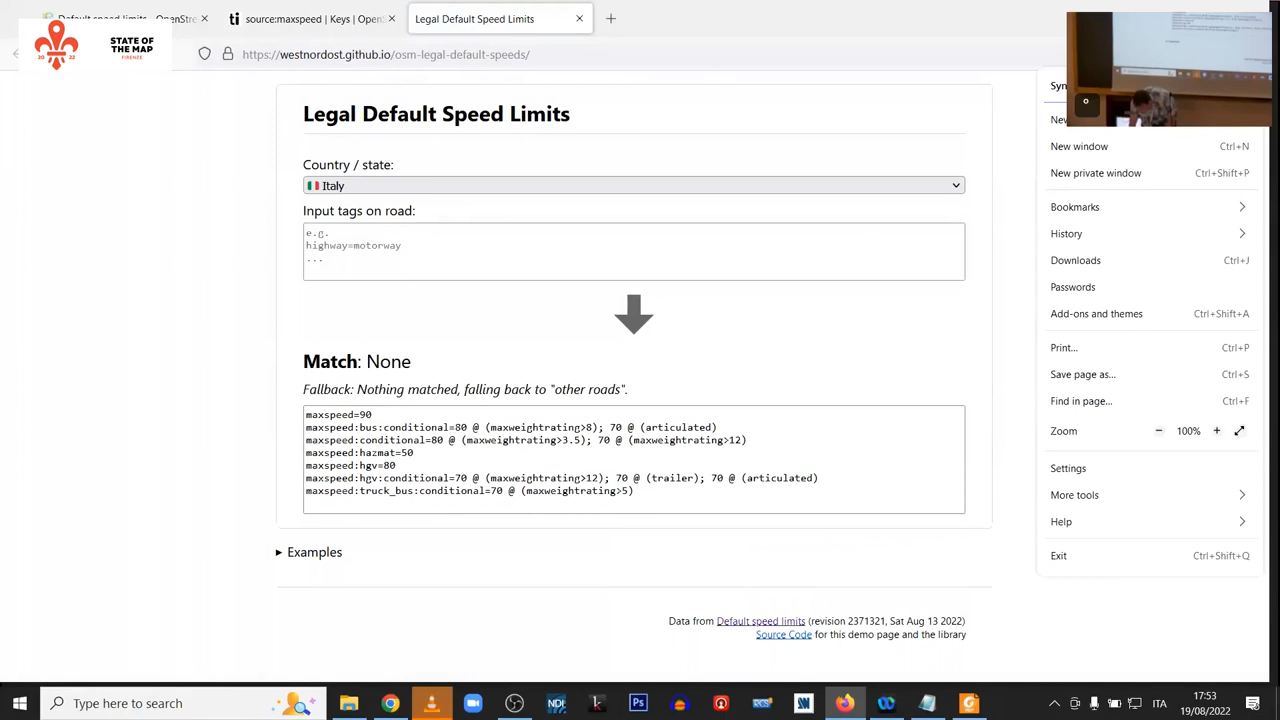 Default speed limits - OpenStre
source:maxspeed | Keys | Open
Legal Default Speed Limits
STATE
OF THE
MAP
FIRENZE
20 22
https://westnordost.github.io/osm-legal-default-speeds/
Legal Default Speed Limits
Country / state:
Italy
Input tags on road:
e.g.
highway=motorway
...
Match: None
Fallback: Nothing matched, falling back to "other roads".
maxspeed=90
maxspeed:bus:conditional=80 @ (maxweightrating>8); 70 @ (articulated)
maxspeed:conditional=80 @ (maxweightrating>3.5); 70 @ (maxweightrating>12)
maxspeed:hazmat=50
maxspeed:hgv=80
maxspeed:hgv:conditional=70 @ (maxweightrating>12); 70 @ (trailer); 70 @ (articulated)
maxspeed:truck_bus:conditional=70 @ (maxweightrating>5)
Examples
Data from Default speed limits (revision 2371321, Sat Aug 13 2022)
Source Code for this demo page and the library
Syn
New
New window Ctrl+N
New private window Ctrl+Shift+P
Bookmarks
History
Downloads Ctrl+J
Passwords
Add-ons and themes Ctrl+Shift+A
Print... Ctrl+P
Save page as... Ctrl+S
Find in page... Ctrl+F
Zoom 100%
Settings
More tools
Help
Exit Ctrl+Shift+Q
Type here to search
ITA
17:53
19/08/2022